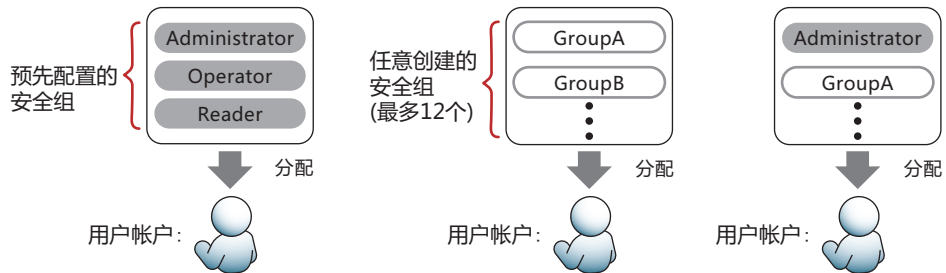 预先配置的
安全组
Administrator
Operator
Reader
分配
用户帐户：
任意创建的
安全组
(最多12个)
GroupA
GroupB
分配
用户帐户：
Administrator
GroupA
分配
用户帐户：